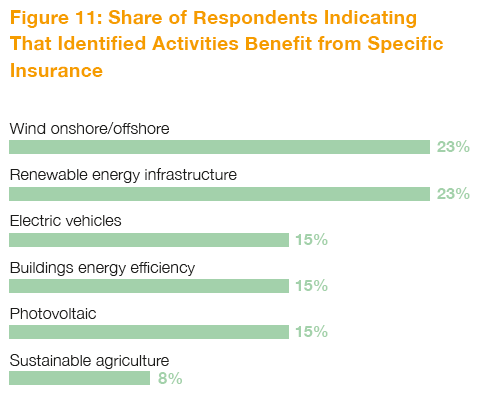 Figure 11: Share of Respondents Indicating
That Identified Activities Benefit from Specific
Insurance
Wind onshore/offshore
23%
Renewable energy infrastructure
23%
Electric vehicles
15%
Buildings energy efficiency
15%
Photovoltaic
15%
Sustainable agriculture
8%